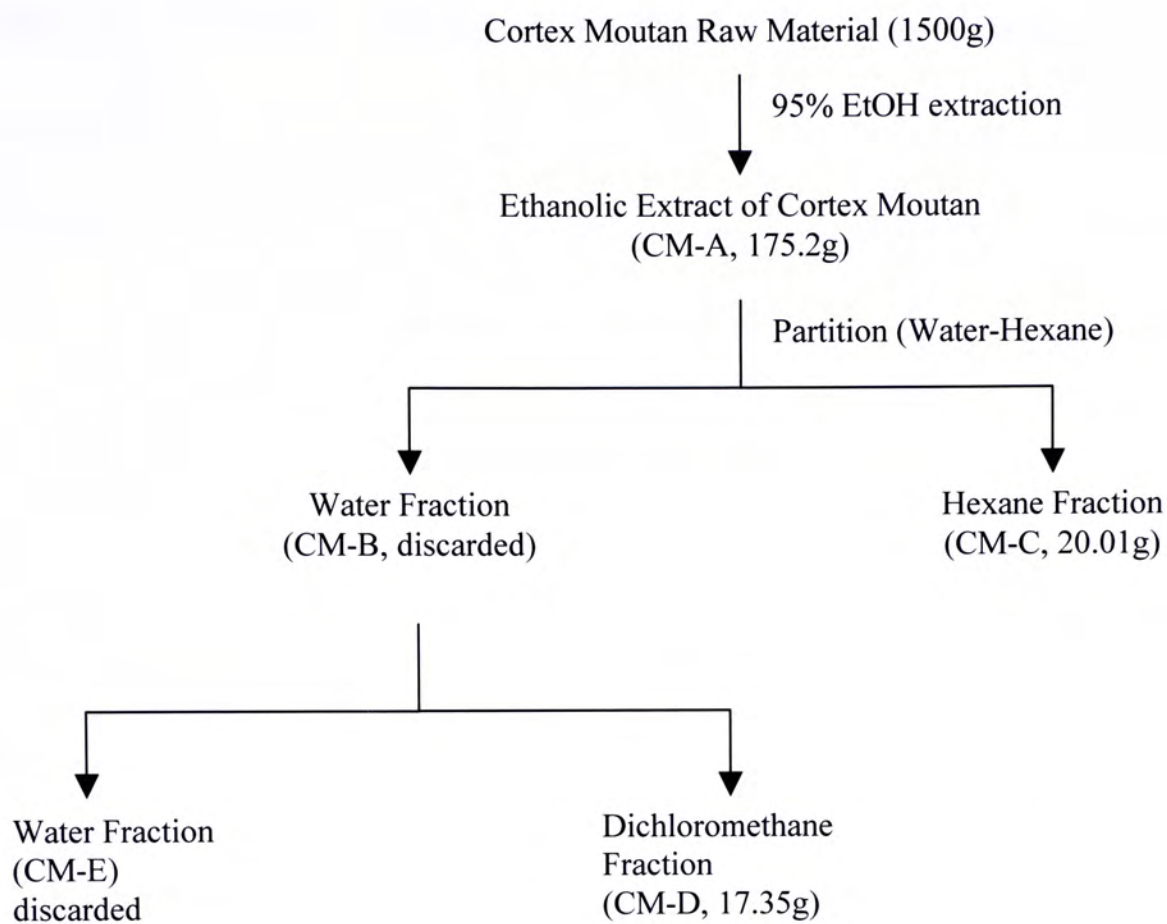 Cortex Moutan Raw Material (1500g)
95% EtOH extraction
Ethanolic Extract of Cortex Moutan
(CM-A, 175.2g)
Partition (Water-Hexane)
Water Fraction
(CM-B, discarded)
Hexane Fraction
(CM-C, 20.01g)
Water Fraction
(CM-E)
discarded
Dichloromethane
Fraction
(CM-D, 17.35g)